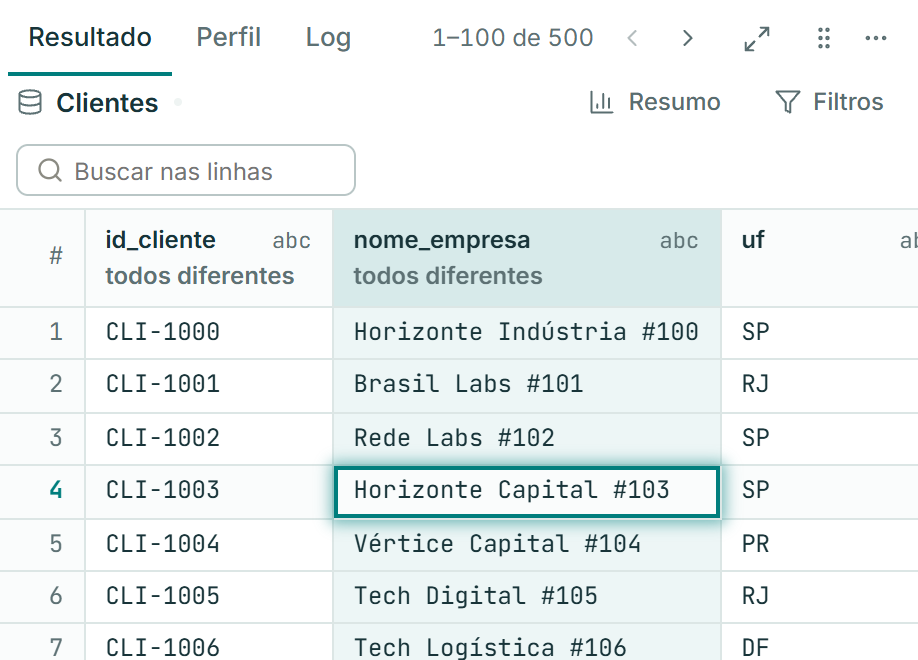 Resultado Perfil Log 1–100 de 500
Clientes Resumo Filtros
Buscar nas linhas
# id_cliente abc nome_empresa abc uf
todos diferentes todos diferentes
1 CLI-1000 Horizonte Indústria #100 SP
2 CLI-1001 Brasil Labs #101 RJ
3 CLI-1002 Rede Labs #102 SP
4 CLI-1003 Horizonte Capital #103 SP
5 CLI-1004 Vértice Capital #104 PR
6 CLI-1005 Tech Digital #105 RJ
7 CLI-1006 Tech Logística #106 DF